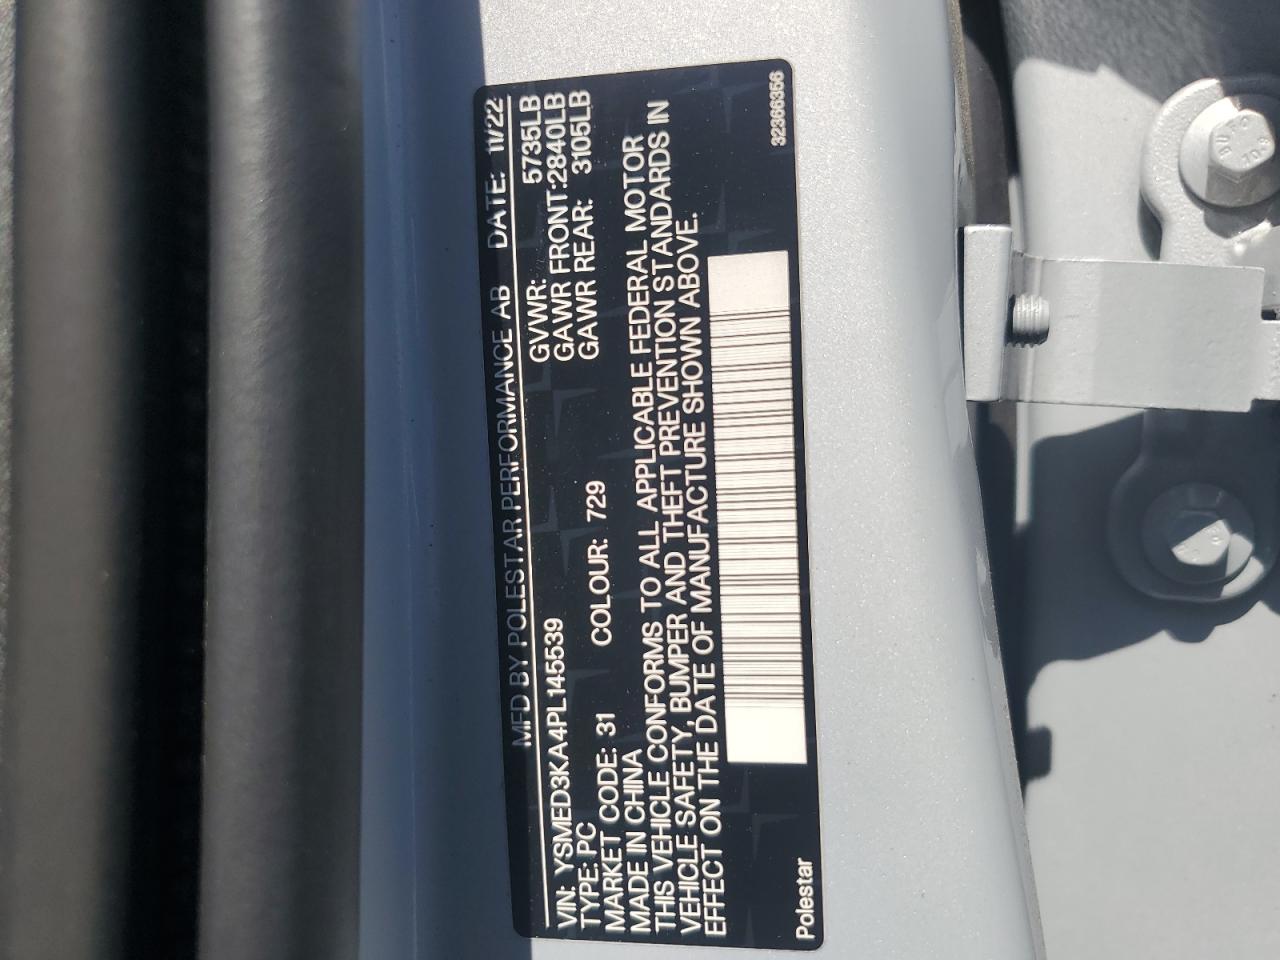 MFD BY POLESTAR PERFORMANCE AB DATE: 11/22
VIN: YSMED3KA4PL145539 GVWR: 5735LB
TYPE: PC GAWR FRONT:2840LB
MARKET CODE: 31 COLOUR: 729 GAWR REAR: 3105LB
MADE IN CHINA
THIS VEHICLE CONFORMS TO ALL APPLICABLE FEDERAL MOTOR
VEHICLE SAFETY, BUMPER AND THEFT PREVENTION STANDARDS IN
EFFECT ON THE DATE OF MANUFACTURE SHOWN ABOVE.
Polestar 32366356